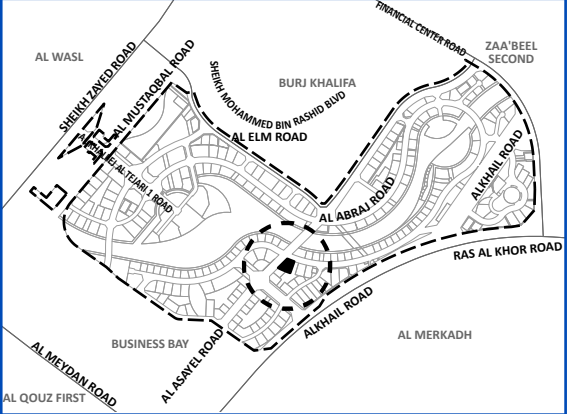 FINANCIAL CENTER ROAD
ZAA'BEEL
SECOND
AL WASL
SHEIKH ZAYED ROAD
AL MUSTAQBAL ROAD
SHEIKH MOHAMMED BIN RASHID BLVD
BURJ KHALIFA
AL ELM ROAD
AL KHALEEJ AL TEJARI 1 ROAD
ALKHAIL ROAD
AL ABRAJ ROAD
RAS AL KHOR ROAD
ALKHAIL ROAD
AL MERKADH
BUSINESS BAY
AL ASAYEL ROAD
AL MEYDAN ROAD
AL QOUZ FIRST